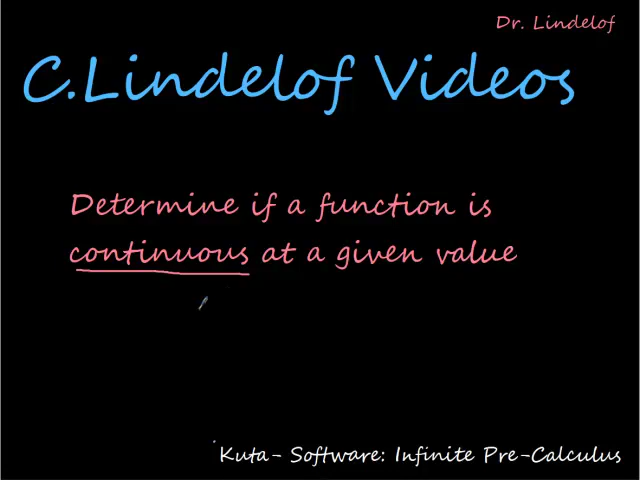 Dr. Lindelof
C.Lindelof Videos
Determine if a function is
continuous at a given value
Kuta- Software: Infinite Pre-Calculus